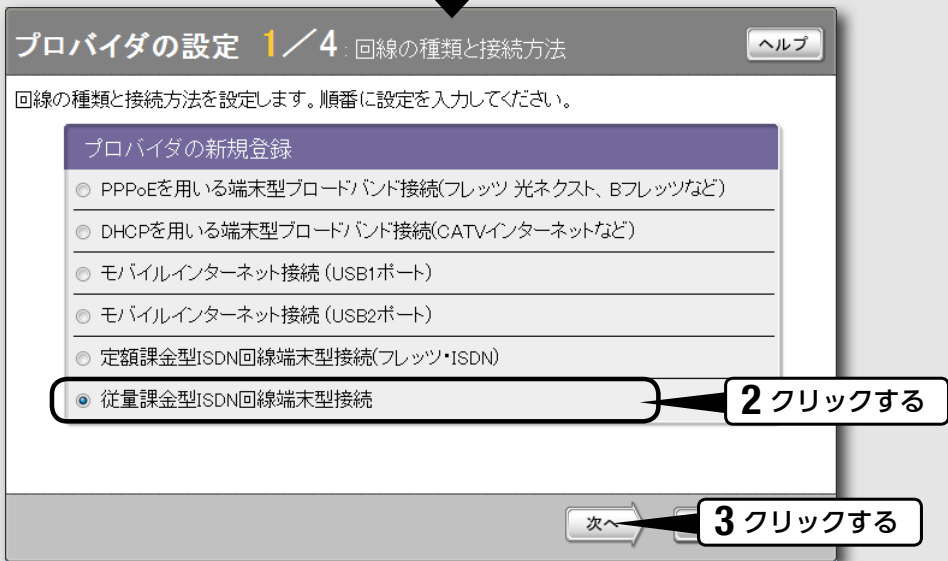 プロバイダの設定 1／4：回線の種類と接続方法
ヘルプ
回線の種類と接続方法を設定します。順番に設定を入力してください。
プロバイダの新規登録
PPPoEを用いる端末型ブロードバンド接続(フレッツ 光ネクスト、Bフレッツなど)
DHCPを用いる端末型ブロードバンド接続(CATVインターネットなど)
モバイルインターネット接続 (USB1ポート)
モバイルインターネット接続 (USB2ポート)
定額課金型ISDN回線端末型接続(フレッツ・ISDN)
従量課金型ISDN回線端末型接続
2 クリックする
次へ
3 クリックする